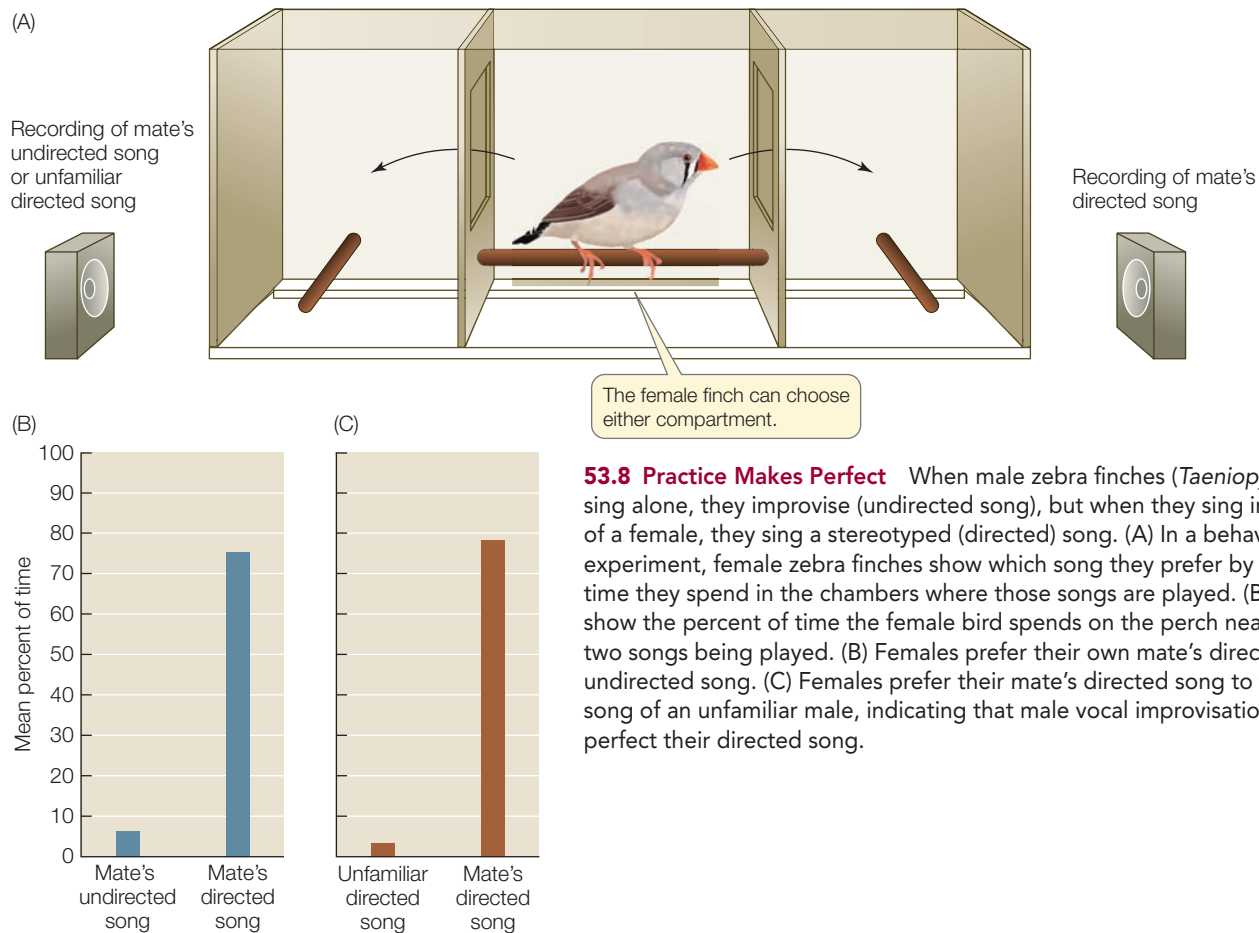 (A)
Recording of mate's
undirected song
or unfamiliar
directed song
Recording of mate's
directed song
The female finch can choose
either compartment.
(B)
100
90
80
70
60
50
40
30
20
10
0
Mean percent of time
Mate's
undirected
song
Mate's
directed
song
(C)
Unfamiliar
directed
song
Mate's
directed
song
53.8 Practice Makes Perfect When male zebra finches (
sing alone, they improvise (undirected song), but when they sing
of a female, they sing a stereotyped (directed) song. (A) In a
experiment, female zebra finches show which song they prefer by
time they spend in the chambers where those songs are played.
show the percent of time the female bird spends on the perch
two songs being played. (B) Females prefer their own mate's
undirected song. (C) Females prefer their mate's directed song to
song of an unfamiliar male, indicating that male vocal
perfect their directed song.